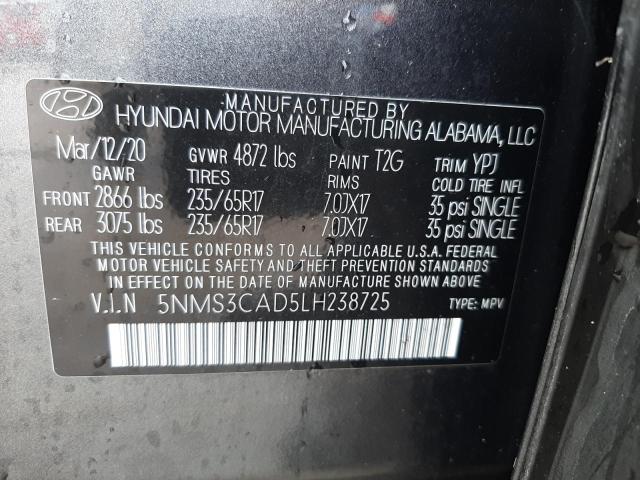 MANUFACTURED BY
HYUNDAI MOTOR MANUFACTURING ALABAMA, LLC
Mar/12/20 GVWR 4872 lbs PAINT T2G TRIM YPJ
GAWR TIRES RIMS COLD TIRE INFL
FRONT 2866 lbs 235/65R17 7.0JX17 35 psi SINGLE
REAR 3075 lbs 235/65R17 7.0JX17 35 psi SINGLE
THIS VEHICLE CONFORMS TO ALL APPLICABLE U.S.A. FEDERAL
MOTOR VEHICLE SAFETY AND THEFT PREVENTION STANDARDS
IN EFFECT ON THE DATE OF MANUFACTURE SHOWN ABOVE.
V.I.N 5NMS3CAD5LH238725 TYPE: MPV